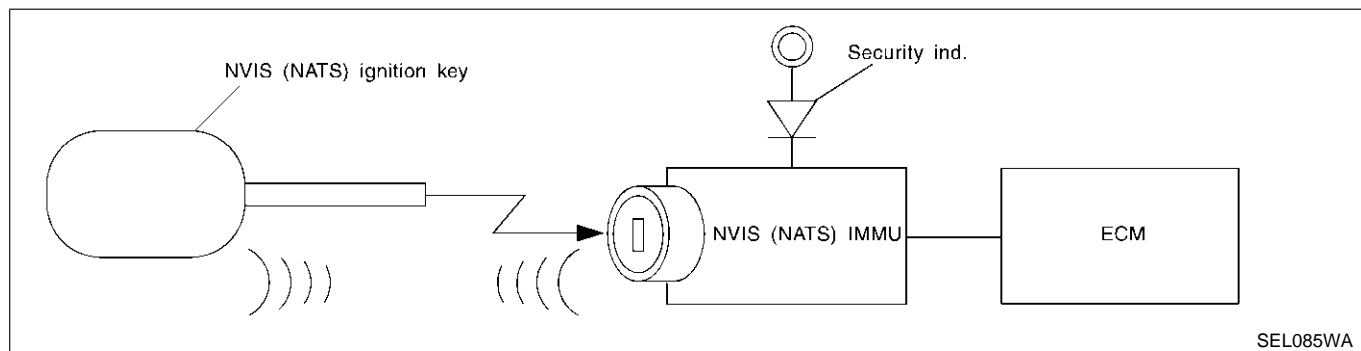 NVIS (NATS) ignition key
Security ind.
NVIS (NATS) IMMU
ECM
SEL085WA